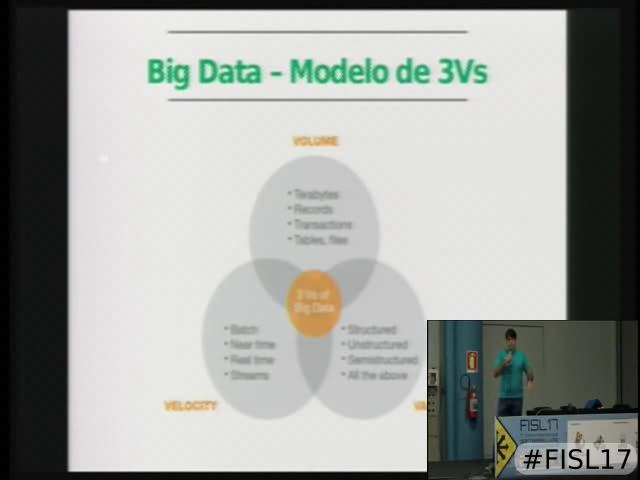 Big Data – Modelo de 3Vs
VOLUME
• Terabytes
• Records
• Transactions
• Tables, files
3 Vs of
Big Data
• Batch
• Near time
• Real time
• Streams
• Structured
• Unstructured
• Semistructured
• All the above
VELOCITY
VA
FISL17
#FISL17